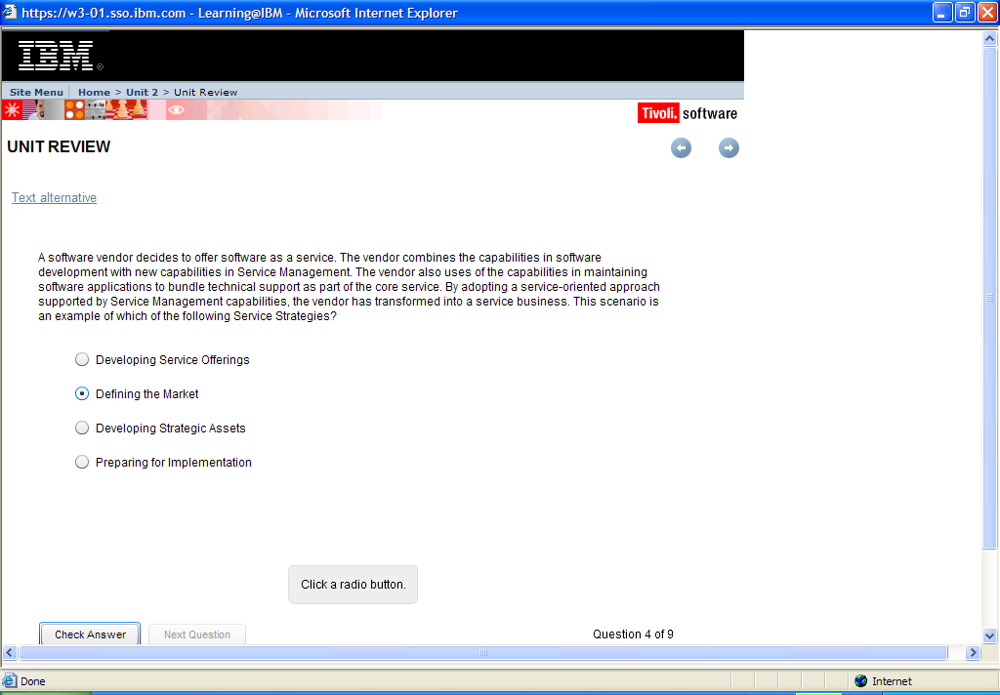 https://w3-01.sso.ibm.com - Learning@IBM - Microsoft Internet Explorer
IBM®
Site Menu Home > Unit 2 > Unit Review
Tivoli. software
UNIT REVIEW
Text alternative
A software vendor decides to offer software as a service. The vendor combines the capabilities in software
development with new capabilities in Service Management. The vendor also uses of the capabilities in maintaining
software applications to bundle technical support as part of the core service. By adopting a service-oriented approach
supported by Service Management capabilities, the vendor has transformed into a service business. This scenario is
an example of which of the following Service Strategies?
Developing Service Offerings
Defining the Market
Developing Strategic Assets
Preparing for Implementation
Click a radio button.
Check Answer Next Question Question 4 of 9
Done Internet